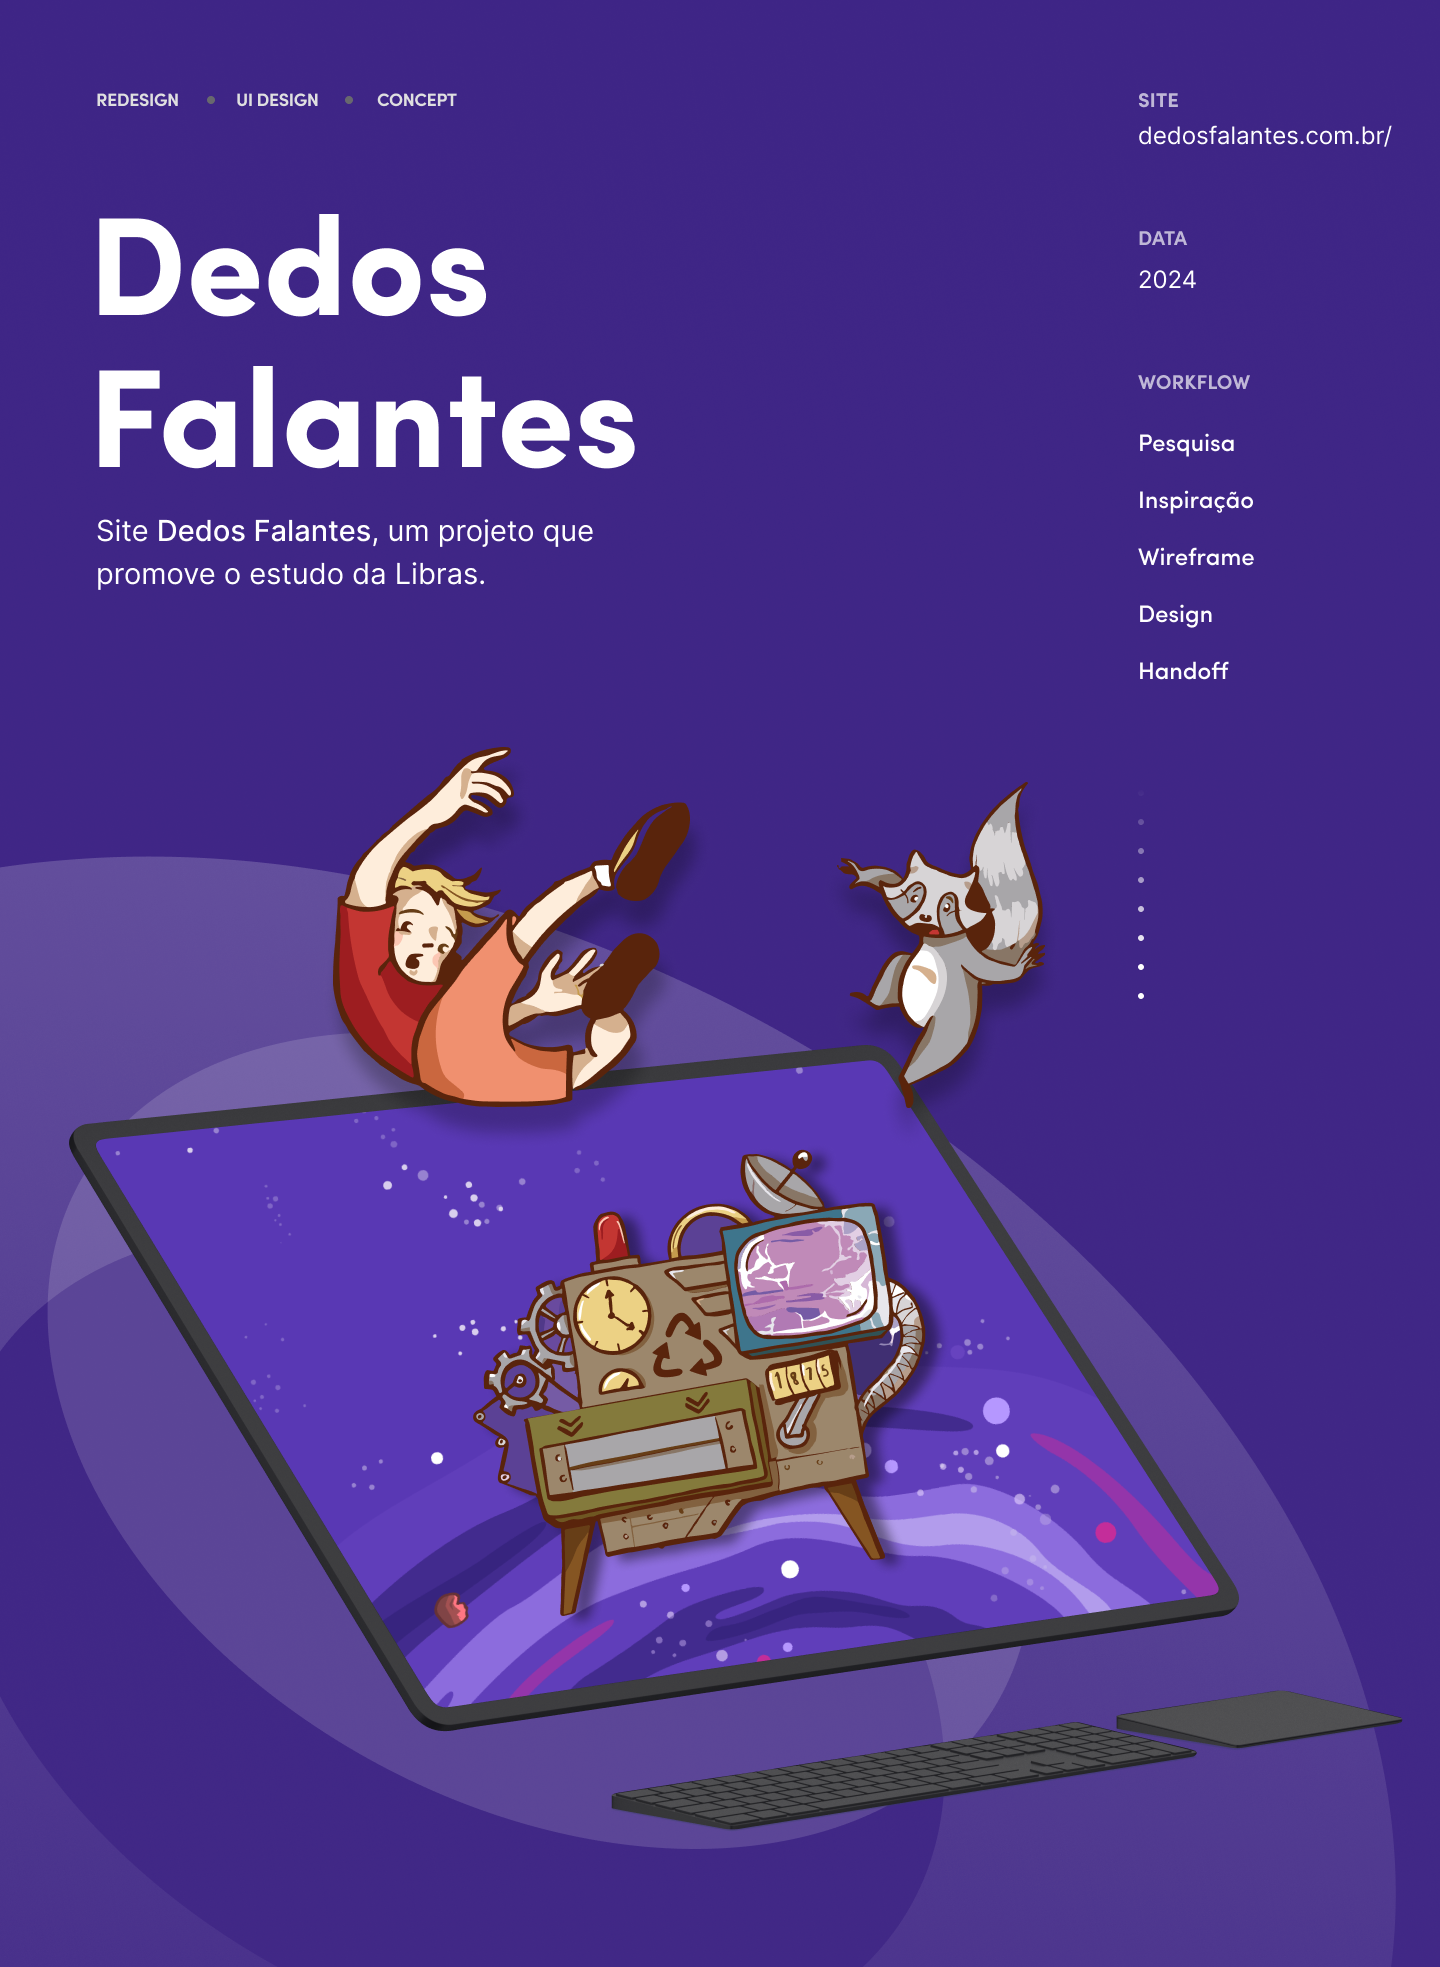 REDESIGN • UI DESIGN • CONCEPT
Dedos
Falantes
Site Dedos Falantes, um projeto que
promove o estudo da Libras.
SITE
dedosfalantes.com.br/
DATA
2024
WORKFLOW
Pesquisa
Inspiração
Wireframe
Design
Handoff
1875